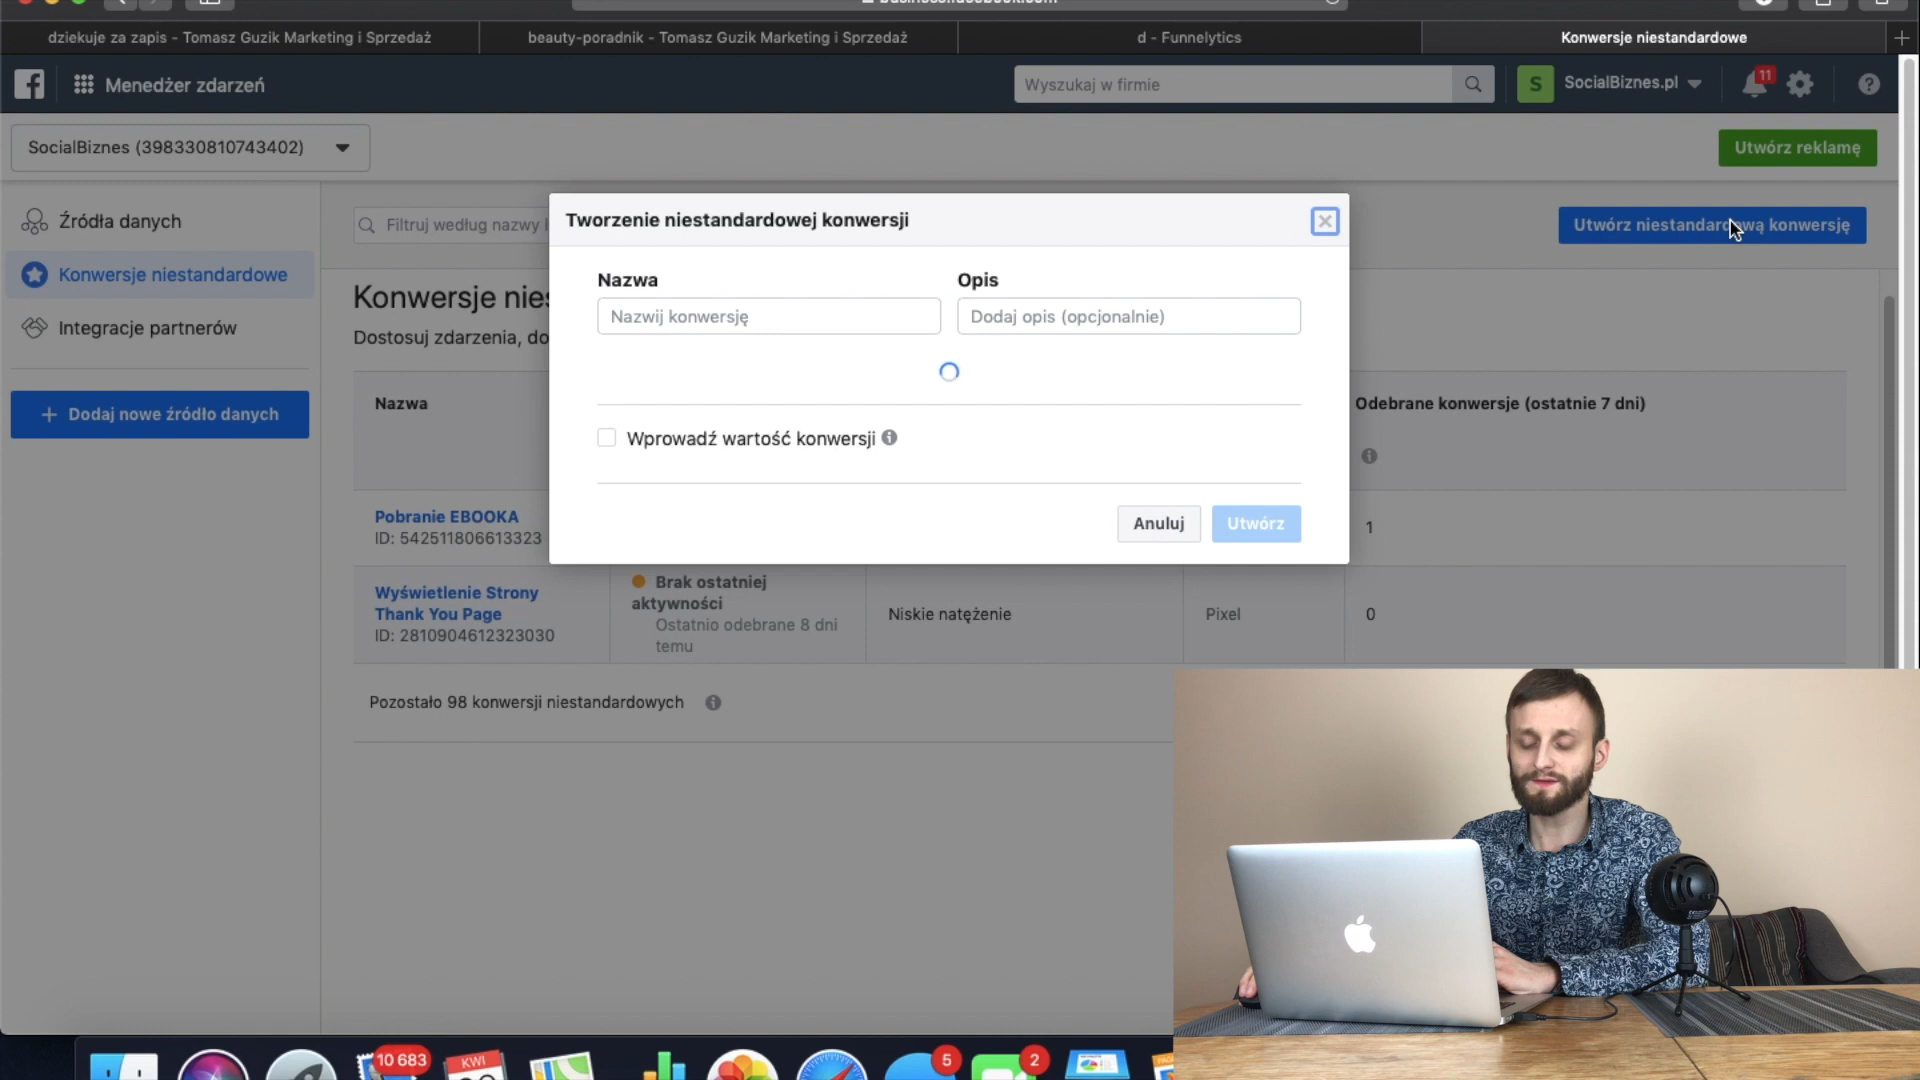 dziekuje za zapis - Tomasz Guzik Marketing i Sprzedaż
beauty-poradnik - Tomasz Guzik Marketing i Sprzedaż
d - Funnelytics
Konwersje niestandardowe
Menedżer zdarzeń
Wyszukaj w firmie
S
SocialBiznes.pl
11
SocialBiznes (398330810743402)
Utwórz reklamę
Źródła danych
Konwersje niestandardowe
Integracje partnerów
+ Dodaj nowe źródło danych
Filtruj według nazwy l
Utwórz niestandardową konwersję
Konwersje nies
Dostosuj zdarzenia, do
Tworzenie niestandardowej konwersji
Nazwa
Opis
Nazwij konwersję
Dodaj opis (opcjonalnie)
Wprowadź wartość konwersji
Anuluj
Utwórz
Nazwa
Odebrane konwersje (ostatnie 7 dni)
Pobranie EBOOKA
ID: 542511806613323
1
Wyświetlenie Strony
Thank You Page
ID: 2810904612323030
Brak ostatniej
aktywności
Ostatnio odebrane 8 dni
temu
Niskie natężenie
Pixel
0
Pozostało 98 konwersji niestandardowych
10 683
KWI
5
2